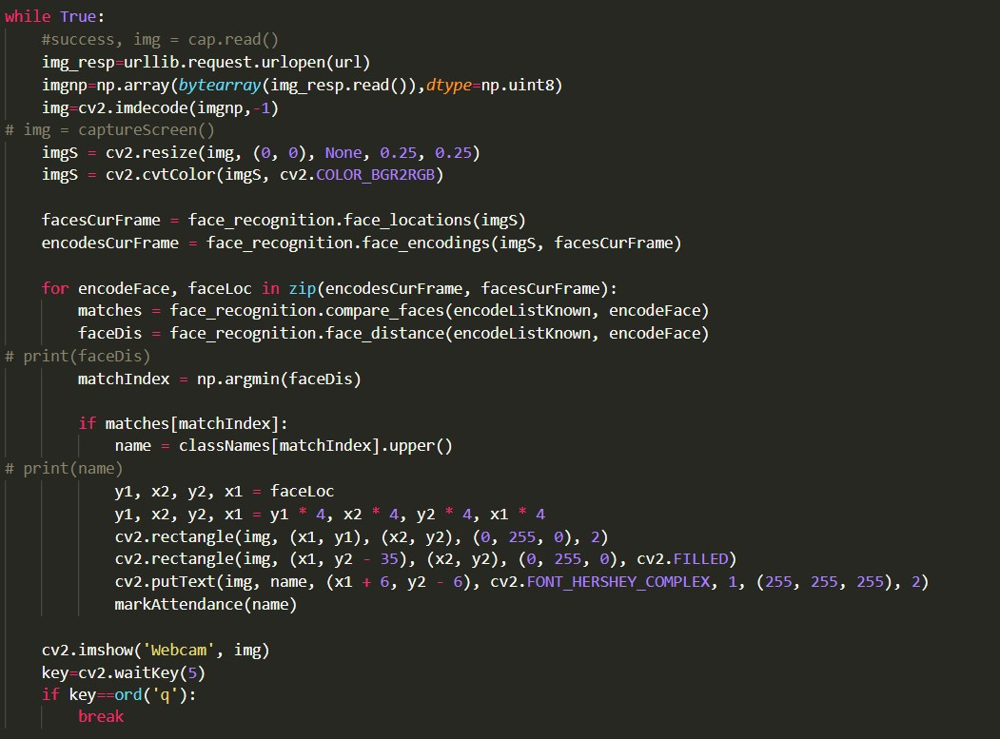 while True:
    #success, img = cap.read()
    img_resp=urllib.request.urlopen(url)
    imgnp=np.array(bytearray(img_resp.read()),dtype=np.uint8)
    img=cv2.imdecode(imgnp,-1)
# img = captureScreen()
    imgS = cv2.resize(img, (0, 0), None, 0.25, 0.25)
    imgS = cv2.cvtColor(imgS, cv2.COLOR_BGR2RGB)

    facesCurFrame = face_recognition.face_locations(imgS)
    encodesCurFrame = face_recognition.face_encodings(imgS, facesCurFrame)

    for encodeFace, faceLoc in zip(encodesCurFrame, facesCurFrame):
        matches = face_recognition.compare_faces(encodeListKnown, encodeFace)
        faceDis = face_recognition.face_distance(encodeListKnown, encodeFace)
# print(faceDis)
        matchIndex = np.argmin(faceDis)

        if matches[matchIndex]:
            name = classNames[matchIndex].upper()
# print(name)
            y1, x2, y2, x1 = faceLoc
            y1, x2, y2, x1 = y1 * 4, x2 * 4, y2 * 4, x1 * 4
            cv2.rectangle(img, (x1, y1), (x2, y2), (0, 255, 0), 2)
            cv2.rectangle(img, (x1, y2 - 35), (x2, y2), (0, 255, 0), cv2.FILLED)
            cv2.putText(img, name, (x1 + 6, y2 - 6), cv2.FONT_HERSHEY_COMPLEX, 1, (255, 255, 255), 2)
            markAttendance(name)

    cv2.imshow('Webcam', img)
    key=cv2.waitKey(5)
    if key==ord('q'):
        break